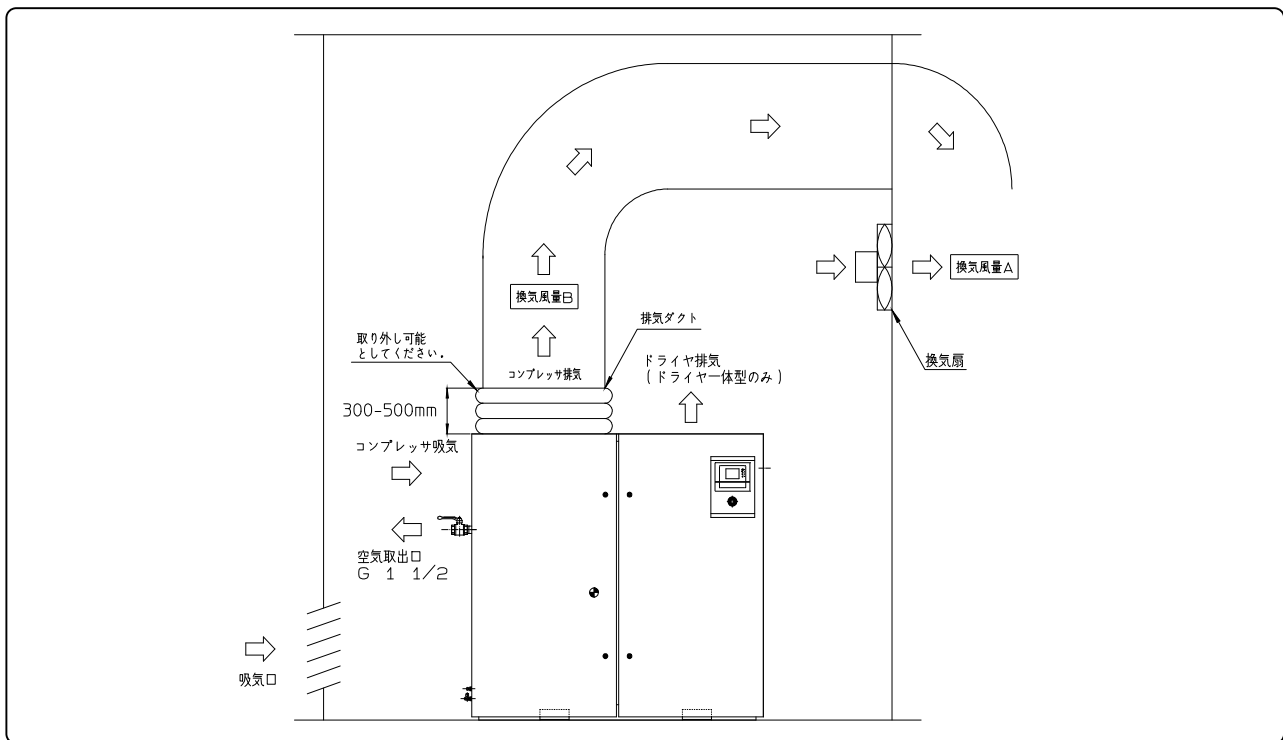 換気風量A
換気風量B
排気ダクト
取り外し可能
としてください.
コンプレッサ排気
ドライヤ排気
(ドライヤ一体型のみ)
換気扇
300-500mm
コンプレッサ吸気
空気取出口
G 1 1/2
吸気口